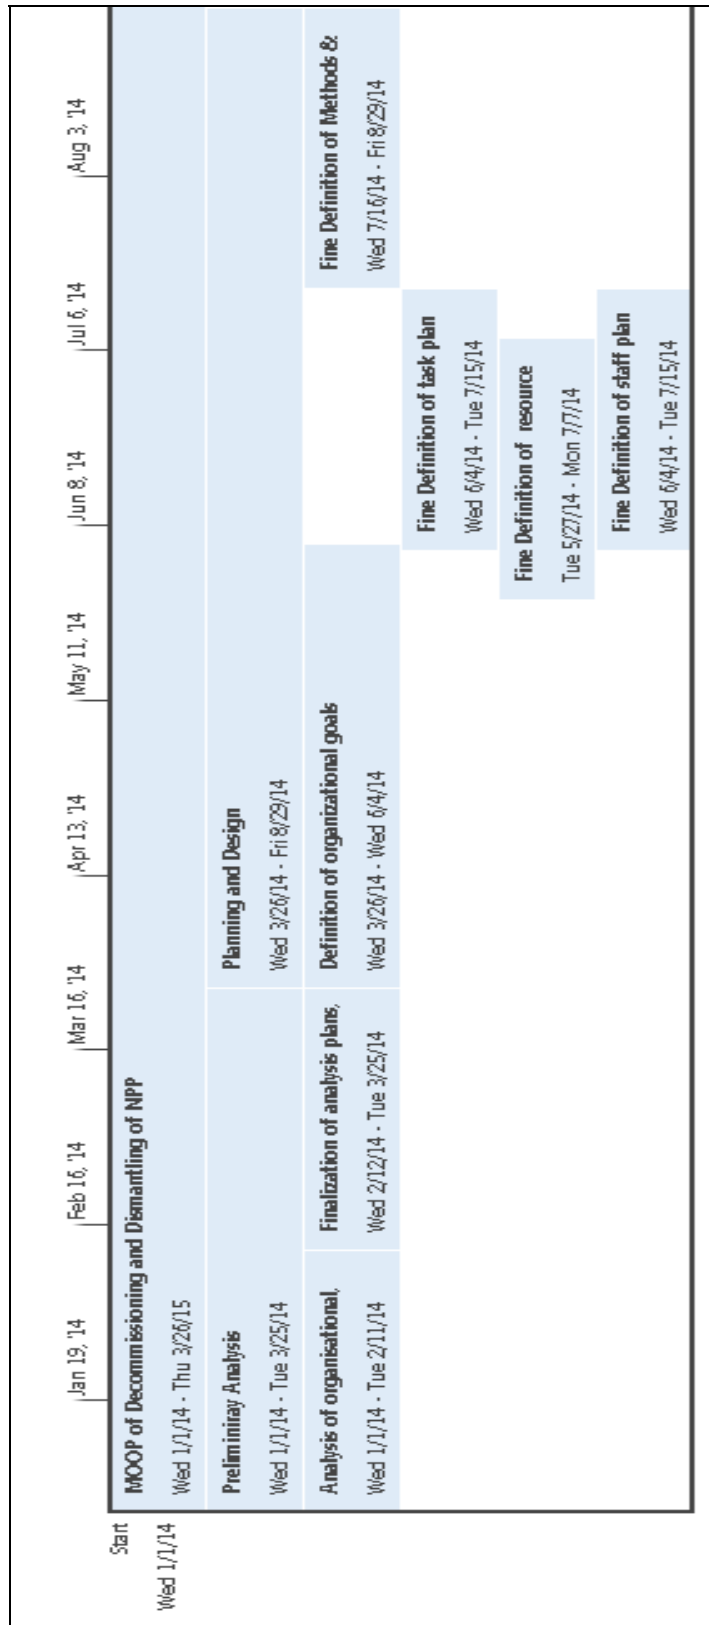 Jan 19, '14
Feb 16, '14
Mar 16, '14
Apr 13, '14
May 11, '14
Jun 8, '14
Jul 6, '14
Aug 3, '14
Start
Wed 1/1/14
MOOP of Decommissioning and Dismantling of NPP
Wed 1/1/14 - Thu 3/26/15
Preliminiray Analysis
Wed 1/1/14 - Tue 3/25/14
Planning and Design
Wed 3/26/14 - Fri 8/29/14
Analysis of organisational,
Wed 1/1/14 - Tue 2/11/14
Finalization of analysis plans,
Wed 2/12/14 - Tue 3/25/14
Definition of organizational goals
Wed 3/26/14 - Wed 6/4/14
Fine Definition of Methods &
Wed 7/16/14 - Fri 8/29/14
Fine Definition of task plan
Wed 6/4/14 - Tue 7/15/14
Fine Definition of resource
Tue 5/27/14 - Mon 7/7/14
Fine Definition of staff plan
Wed 6/4/14 - Tue 7/15/14